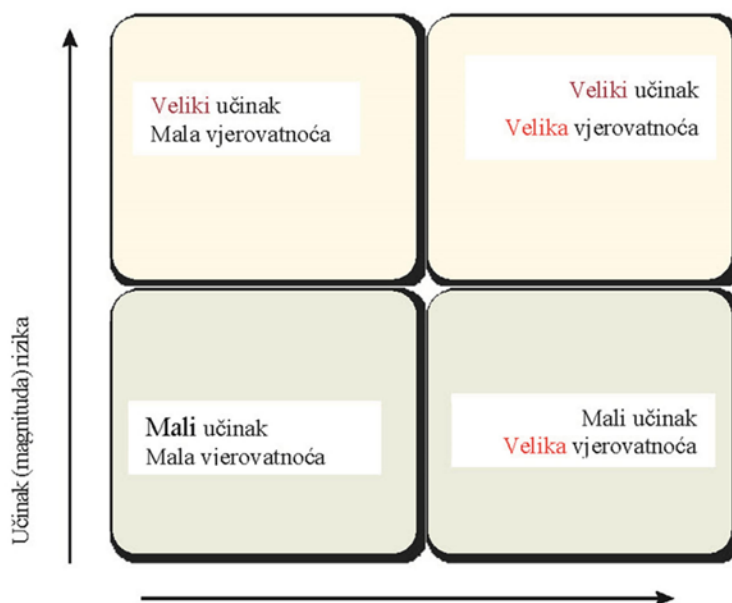 Veliki učinak
Mala vjerovatnoća
Veliki učinak
Velika vjerovatnoća
Učinak (magnituda) rizika
Mali učinak
Mala vjerovatnoća
Mali učinak
Velika vjerovatnoća